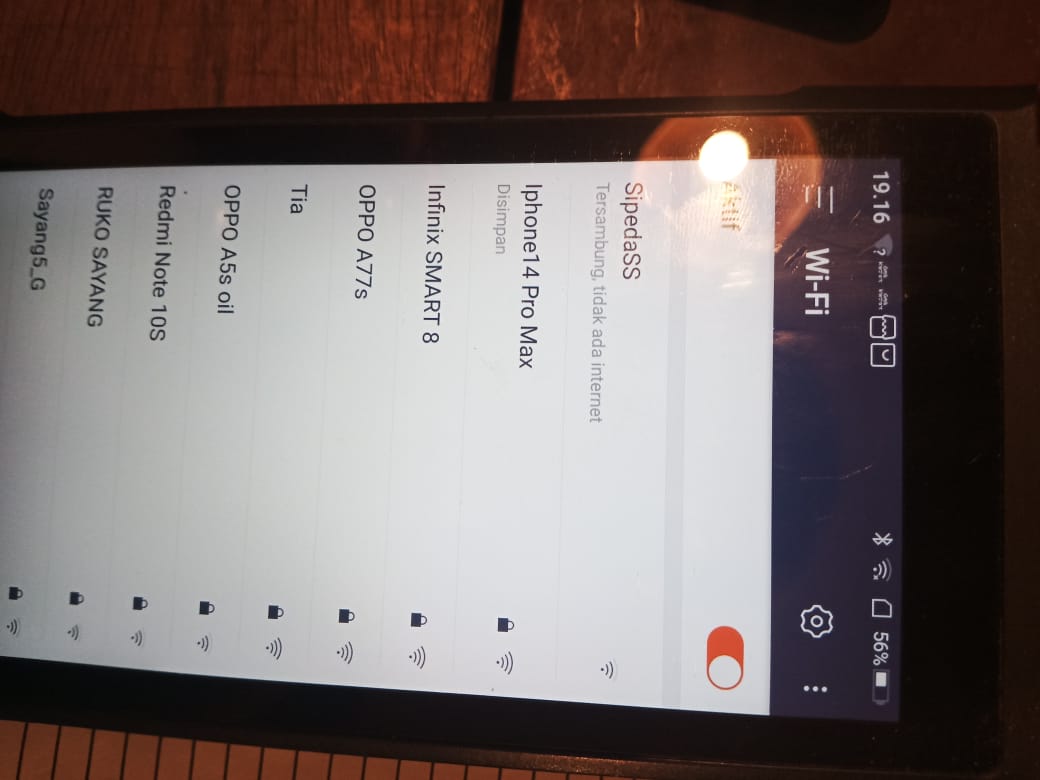 19.16 ?
56%
Wi-Fi
Aktif
SipedaSS
Tersambung, tidak ada internet
Iphone14 Pro Max
Disimpan
Infinix SMART 8
OPPO A77s
Tia
OPPO A5s oil
Redmi Note 10S
RUKO SAYANG
Sayang5_G